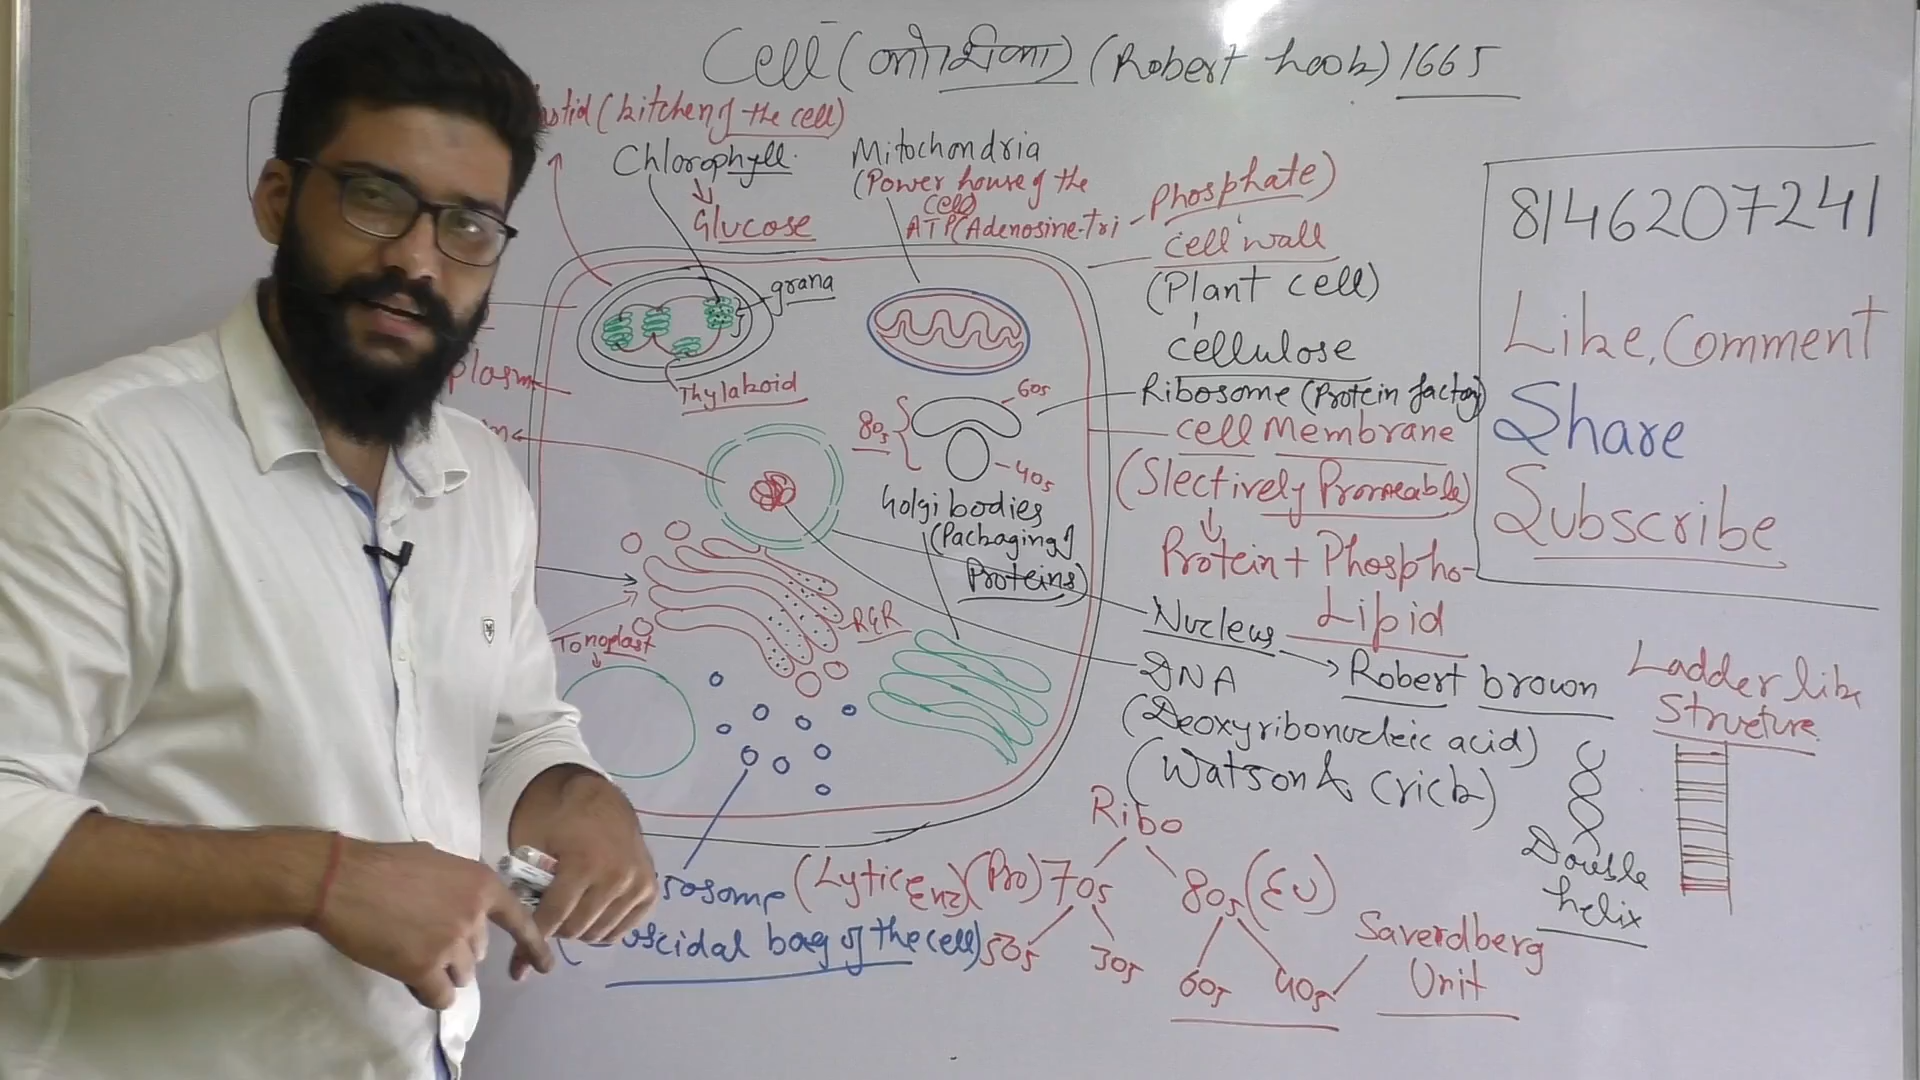 Cell (कोशिका) (Robert hook) 1665
(kitchen of the cell)
Chlorophyll
Glucose
Mitochondria
(Power house of the
cell)
ATP (Adenosine-Tri-
Phosphate)
cell wall
(Plant cell)
cellulose
grana
Thylakoid
Ribosome (Protein factory)
60s
80s
40s
cell Membrane
(Slectively Prmeable)
Protein + Phospho-
Lipid
Golgi bodies
(Packaging of
Proteins)
Nucleus
Robert brown
DNA
(Deoxyribonucleic acid)
(Watson & Crick)
RER
Tonoplast
Double
helix
Ladder like
Structure
(Lytic Enz)
bag of the cell)
Ribo
(Pro) 70s
80s (EU)
50s 30s
60s 40s
Saverdberg
Unit
8146207241
Like, Comment
Share
Subscribe